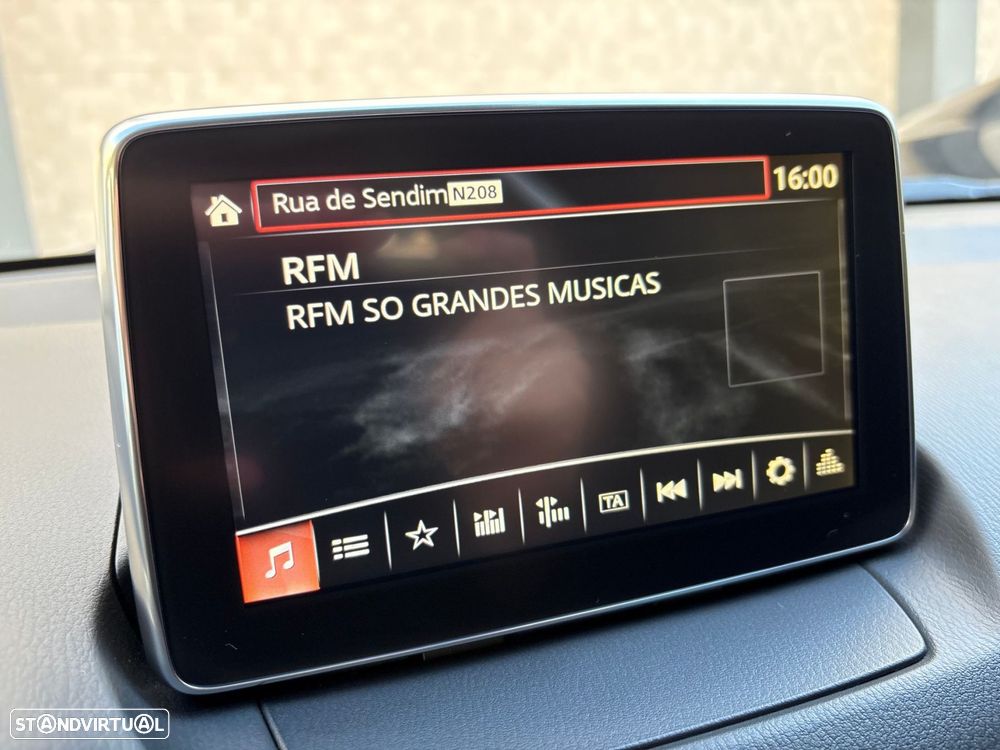 Rua de Sendim N208 16:00
RFM
RFM SO GRANDES MUSICAS
TA
STANDVIRTUAL